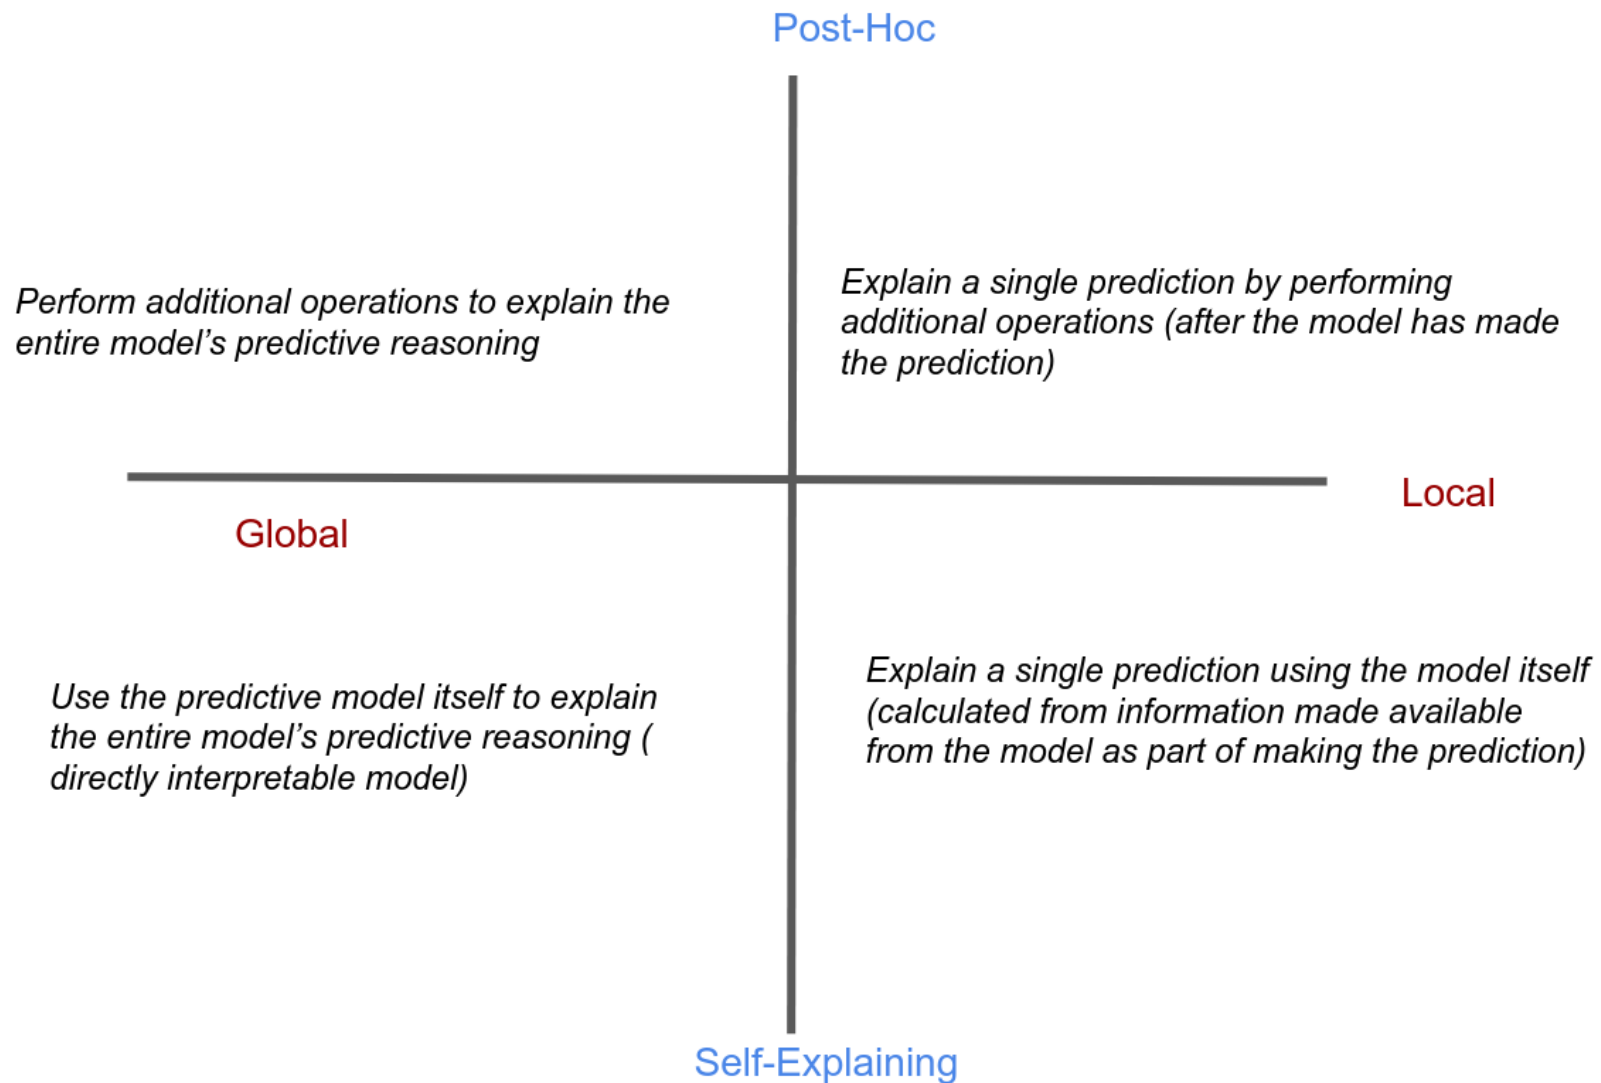 Post-Hoc
Perform additional operations to explain the
entire model's predictive reasoning
Explain a single prediction by performing
additional operations (after the model has made
the prediction)
Global
Local
Use the predictive model itself to explain
the entire model's predictive reasoning (
directly interpretable model)
Explain a single prediction using the model itself
(calculated from information made available
from the model as part of making the prediction)
Self-Explaining